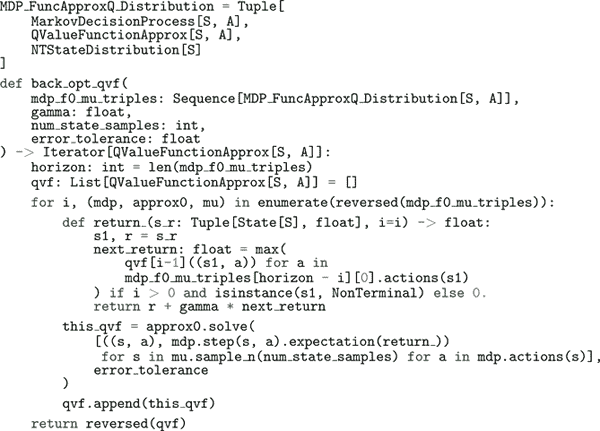 MDP_FuncApproxQ_Distribution = Tuple[
    MarkovDecisionProcess[S, A],
    QValueFunctionApprox[S, A],
    NTStateDistribution[S]
]
def back_opt_qvf(
    mdp_f0_mu_triples: Sequence[MDP_FuncApproxQ_Distribution[S, A]],
    gamma: float,
    num_state_samples: int,
    error_tolerance: float
) -> Iterator[QValueFunctionApprox[S, A]]:
    horizon: int = len(mdp_f0_mu_triples)
    qvf: List[QValueFunctionApprox[S, A]] = []
    for i, (mdp, approx0, mu) in enumerate(reversed(mdp_f0_mu_triples)):
        def return_(s_r: Tuple[State[S], float], i=i) -> float:
            s1, r = s_r
            next_return: float = max(
                qvf[i-1]((s1, a)) for a in
                mdp_f0_mu_triples[horizon - i][0].actions(s1)
            ) if i > 0 and isinstance(s1, NonTerminal) else 0.
            return r + gamma * next_return
        this_qvf = approx0.solve(
            [((s, a), mdp.step(s, a).expectation(return_))
             for s in mu.sample_n(num_state_samples) for a in mdp.actions(s)],
            error_tolerance
        )
        qvf.append(this_qvf)
    return reversed(qvf)